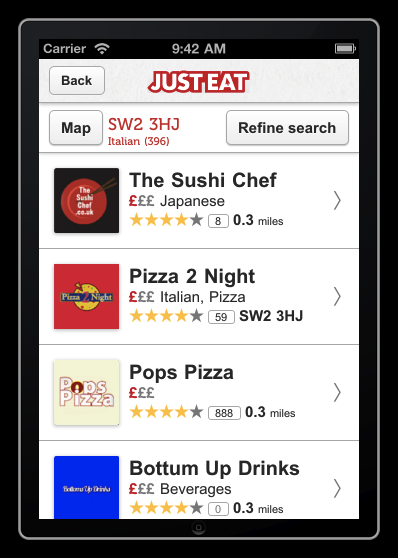 Carrier 9:42 AM
Back JUST EAT
Map SW2 3HJ Refine search
Italian (396)
The Sushi Chef
The Sushi Chef .co.uk
£££ Japanese
8 0.3 miles
Pizza 2 Night
Pizza 2 Night
£££ Italian, Pizza
59 SW2 3HJ
Pops Pizza
Pops Pizza
£££
888 0.3 miles
Bottum Up Drinks
Bottums Up Drinks
£££ Beverages
0 0.3 miles